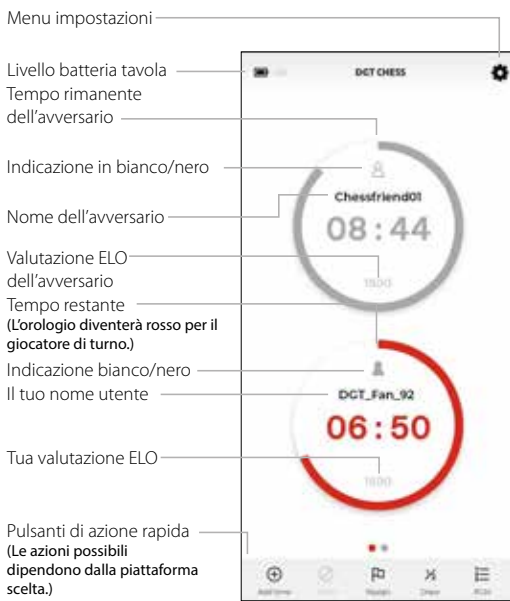 Menu impostazioni
Livello batteria tavola
Tempo rimanente
dell'avversario
Indicazione in bianco/nero
Nome dell'avversario
Valutazione ELO
dell'avversario
Tempo restante
(L'orologio diventerà rosso per il
giocatore di turno.)
Indicazione bianco/nero
Il tuo nome utente
Tua valutazione ELO
Pulsanti di azione rapida
(Le azioni possibili
dipendono dalla piattaforma
scelta.)
DGT CHESS
Chessfriend01
08:44
1500
DGT_Fan_92
06:50
1500
Add time
Resign
Draw